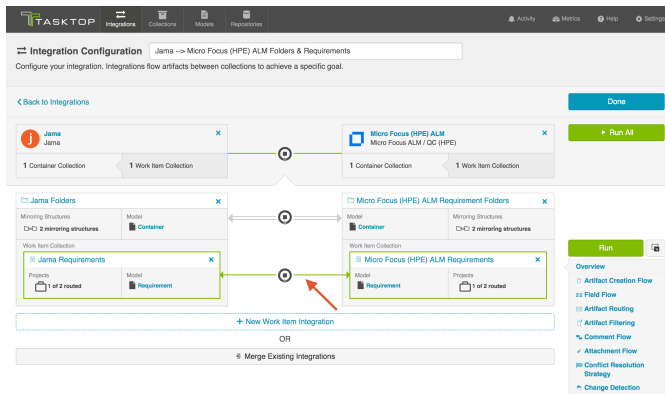 TASKTOP
Integrations
Collections
Models
Repositories
Activity
Metrics
Help
Settings
Integration Configuration
Jama --> Micro Focus (HPE) ALM Folders & Requirements
Configure your integration. Integrations flow artifacts between collections to achieve a specific goal.
Back to Integrations
Done
Jama
Jama
Micro Focus (HPE) ALM
Micro Focus ALM / QC (HPE)
Run All
1 Container Collection
1 Work Item Collection
1 Container Collection
1 Work Item Collection
Jama Folders
Micro Focus (HPE) ALM Requirement Folders
Mirroring Structures
Model
Model
Mirroring Structures
2 mirroring structures
Container
Container
2 mirroring structures
Work Item Collection
Work Item Collection
Run
Jama Requirements
Micro Focus (HPE) ALM Requirements
Projects
Model
Model
Projects
1 of 2 routed
Requirement
Requirement
1 of 2 routed
Overview
Artifact Creation Flow
Field Flow
Artifact Routing
Artifact Filtering
Comment Flow
Attachment Flow
Conflict Resolution
Strategy
Change Detection
+ New Work Item Integration
OR
Merge Existing Integrations